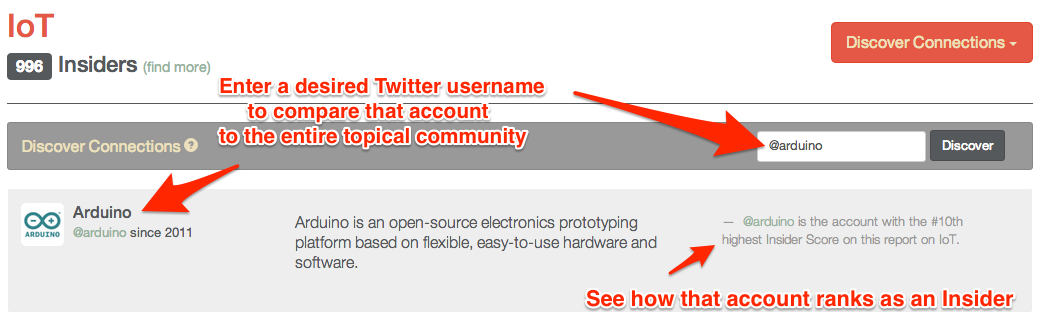 IoT
Discover Connections
996 Insiders (find more)
Enter a desired Twitter username
to compare that account
to the entire topical community
Discover Connections ?
@arduino
Discover
ARDUINO
Arduino
@arduino since 2011
Arduino is an open-source electronics prototyping
platform based on flexible, easy-to-use hardware and
software.
— @arduino is the account with the #10th
highest Insider Score on this report on IoT.
See how that account ranks as an Insider